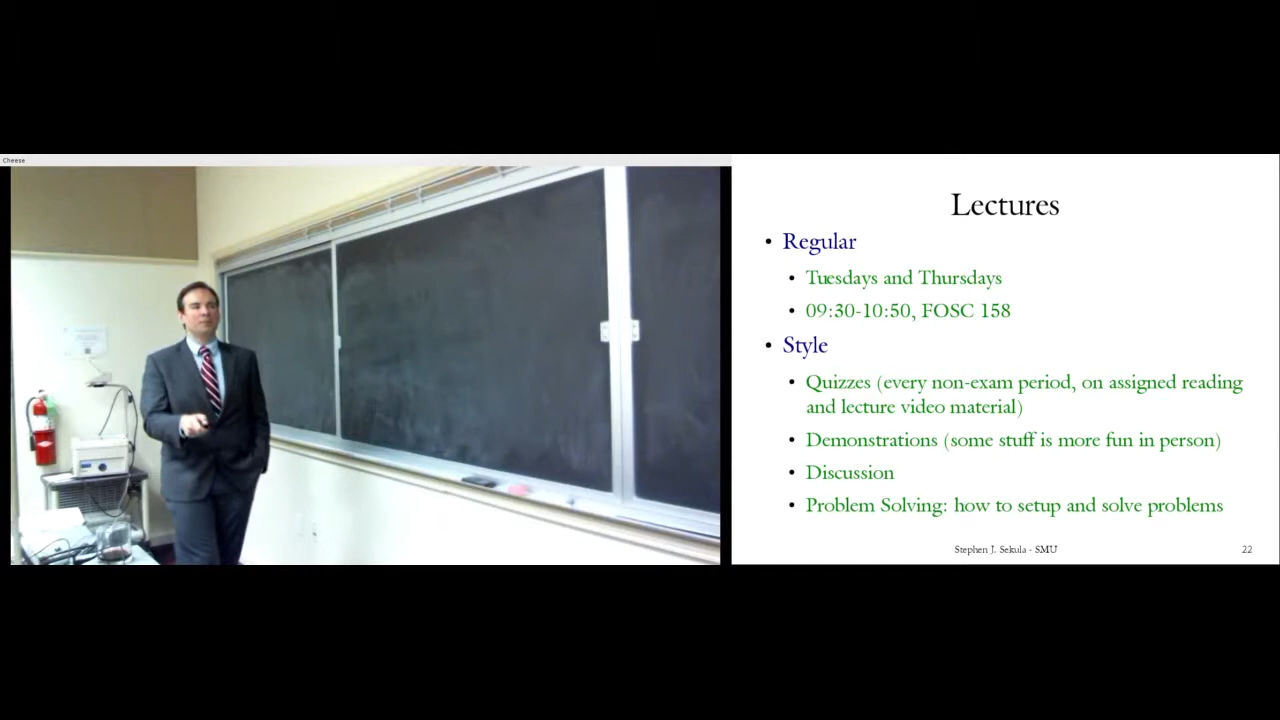 Cheese
Lectures
• Regular
• Tuesdays and Thursdays
• 09:30-10:50, FOSC 158
• Style
• Quizzes (every non-exam period, on assigned reading
and lecture video material)
• Demonstrations (some stuff is more fun in person)
• Discussion
• Problem Solving: how to setup and solve problems
Stephen J. Sekula - SMU
22